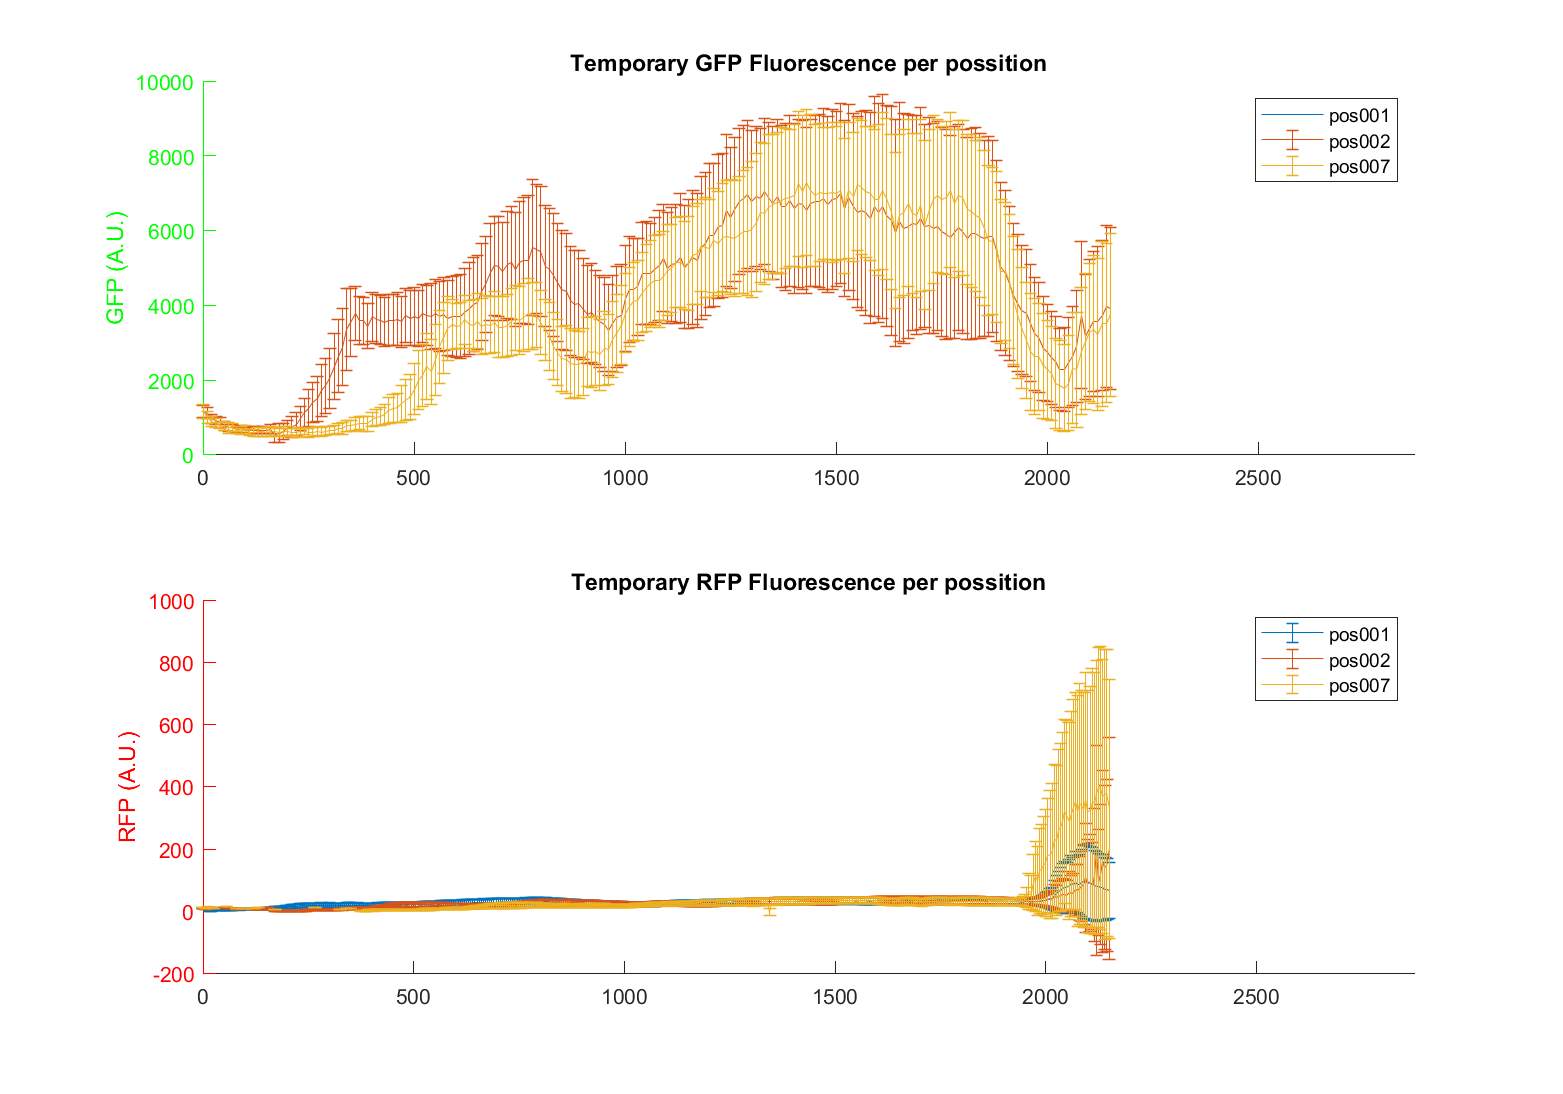 Temporary GFP Fluorescence per possition
10000
8000
6000
4000
2000
0
GFP (A.U.)
0 500 1000 1500 2000 2500
pos001
pos002
pos007
Temporary RFP Fluorescence per possition
1000
800
600
400
200
0
-200
RFP (A.U.)
0 500 1000 1500 2000 2500
pos001
pos002
pos007